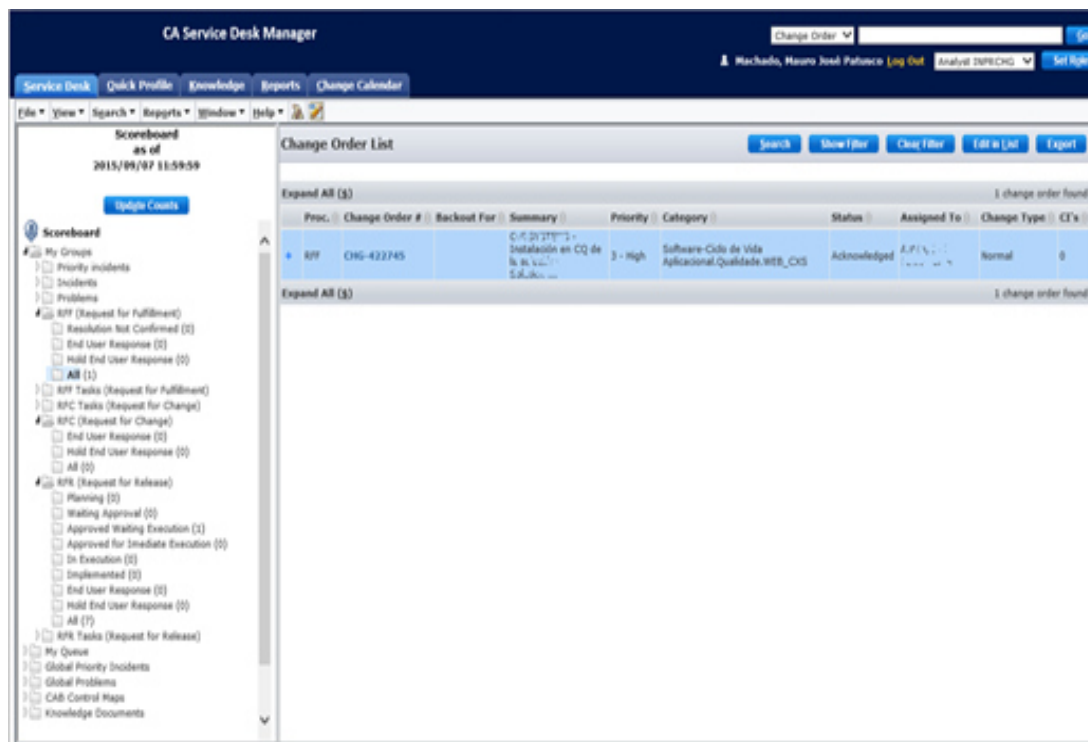 CA Service Desk Manager
Change Order
Go
Machado, Mauro José Patusco Log Out Analyst INPRCHG Set Role
Service Desk Quick Profile Knowledge Reports Change Calendar
File View Search Reports Window Help
Scoreboard
as of
2015/09/07 11:59:59
Update Counts
Scoreboard
My Groups
Priority incidents
Incidents
Problems
RFF (Request for Fulfillment)
Resolution Not Confirmed (0)
End User Response (0)
Hold End User Response (0)
All (1)
RFF Tasks (Request for Fulfillment)
RFC Tasks (Request for Change)
RFC (Request for Change)
End User Response (0)
Hold End User Response (0)
All (0)
RFR (Request for Release)
Planning (0)
Waiting Approval (0)
Approved Waiting Execution (1)
Approved for Imediate Execution (0)
In Execution (0)
Implemented (0)
End User Response (0)
Hold End User Response (0)
All (7)
RFR Tasks (Request for Release)
My Queue
Global Priority Incidents
Global Problems
CAB Control Maps
Knowledge Documents
Change Order List
Search Show Filter Clear Filter Edit in List Export
Expand All (§) 1 change order found
Proc. Change Order # Backout For Summary Priority Category Status Assigned To Change Type CI's
RFF CHG-422745 Instalación en CQ de 3 - High Software-Ciclo de Vida Aplicacional.Qualidade.WEB_CXS Acknowledged Normal 0
Expand All (§) 1 change order found